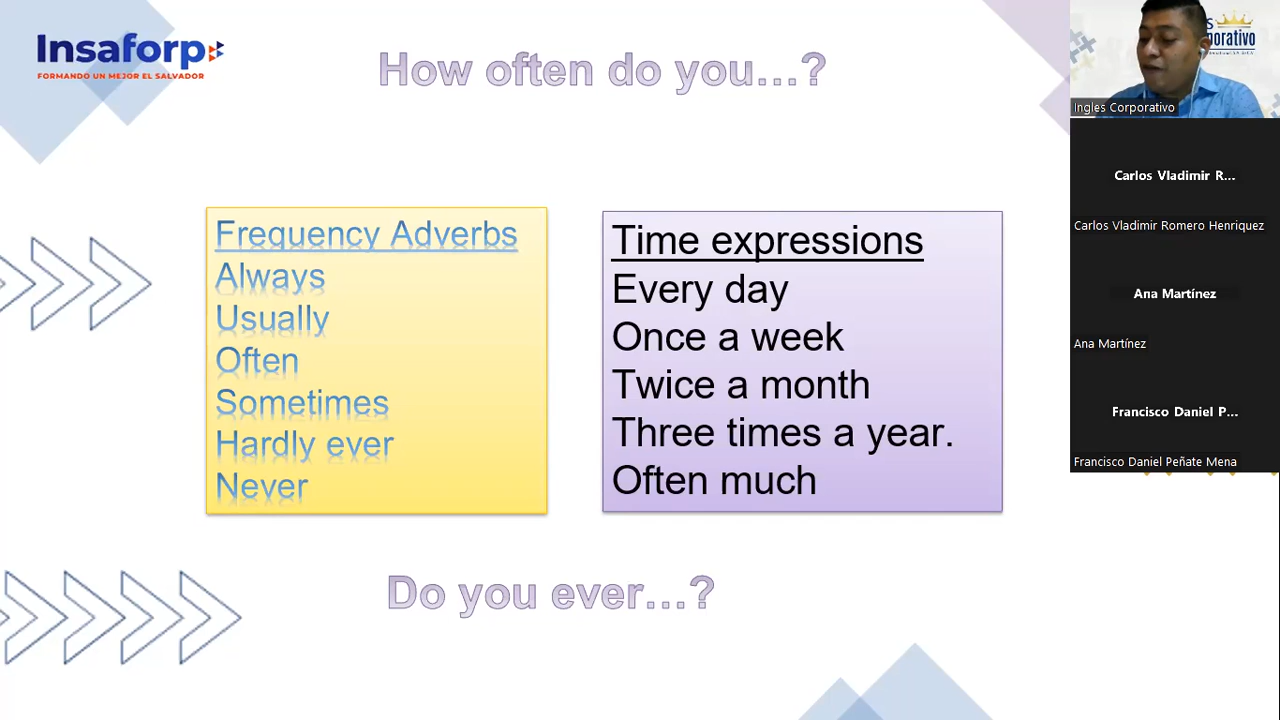 Insaforp
FORMANDO UN MEJOR EL SALVADOR
How often do you...?
Frequency Adverbs
Always
Usually
Often
Sometimes
Hardly ever
Never
Time expressions
Every day
Once a week
Twice a month
Three times a year.
Often much
Do you ever...?
Ingles Corporativo
Carlos Vladimir R...
Carlos Vladimir Romero Henriquez
Ana Martínez
Ana Martínez
Francisco Daniel P...
Francisco Daniel Peñate Mena